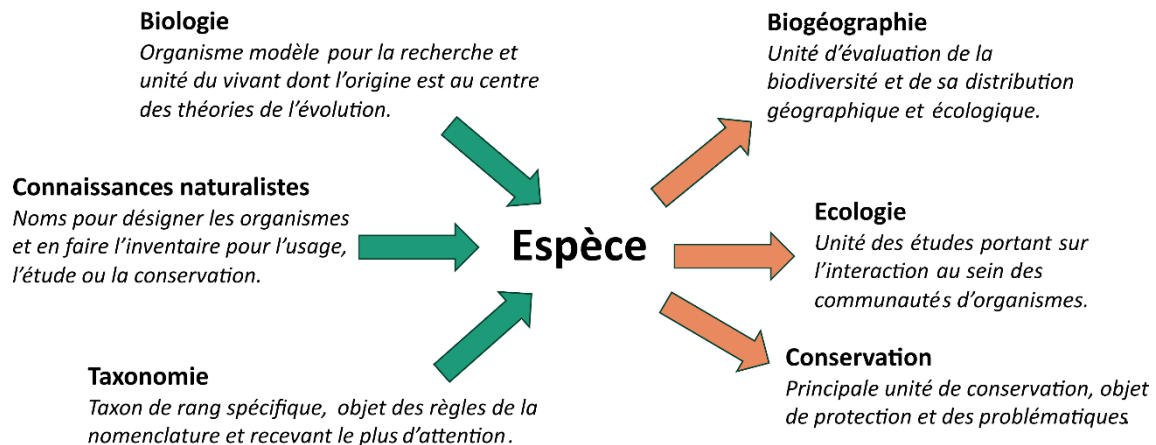 Biologie
Organisme modèle pour la recherche et
unité du vivant dont l'origine est au centre
des théories de l'évolution.
Connaissances naturalistes
Noms pour désigner les organismes
et en faire l'inventaire pour l'usage,
l'étude ou la conservation.
Taxonomie
Taxon de rang spécifique, objet des règles de la
nomenclature et recevant le plus d'attention.
Espèce
Biogéographie
Unité d'évaluation de la
biodiversité et de sa distribution
géographique et écologique.
Ecologie
Unité des études portant sur
l'interaction au sein des
communautés d'organismes.
Conservation
Principale unité de conservation, objet
de protection et des problématiques.